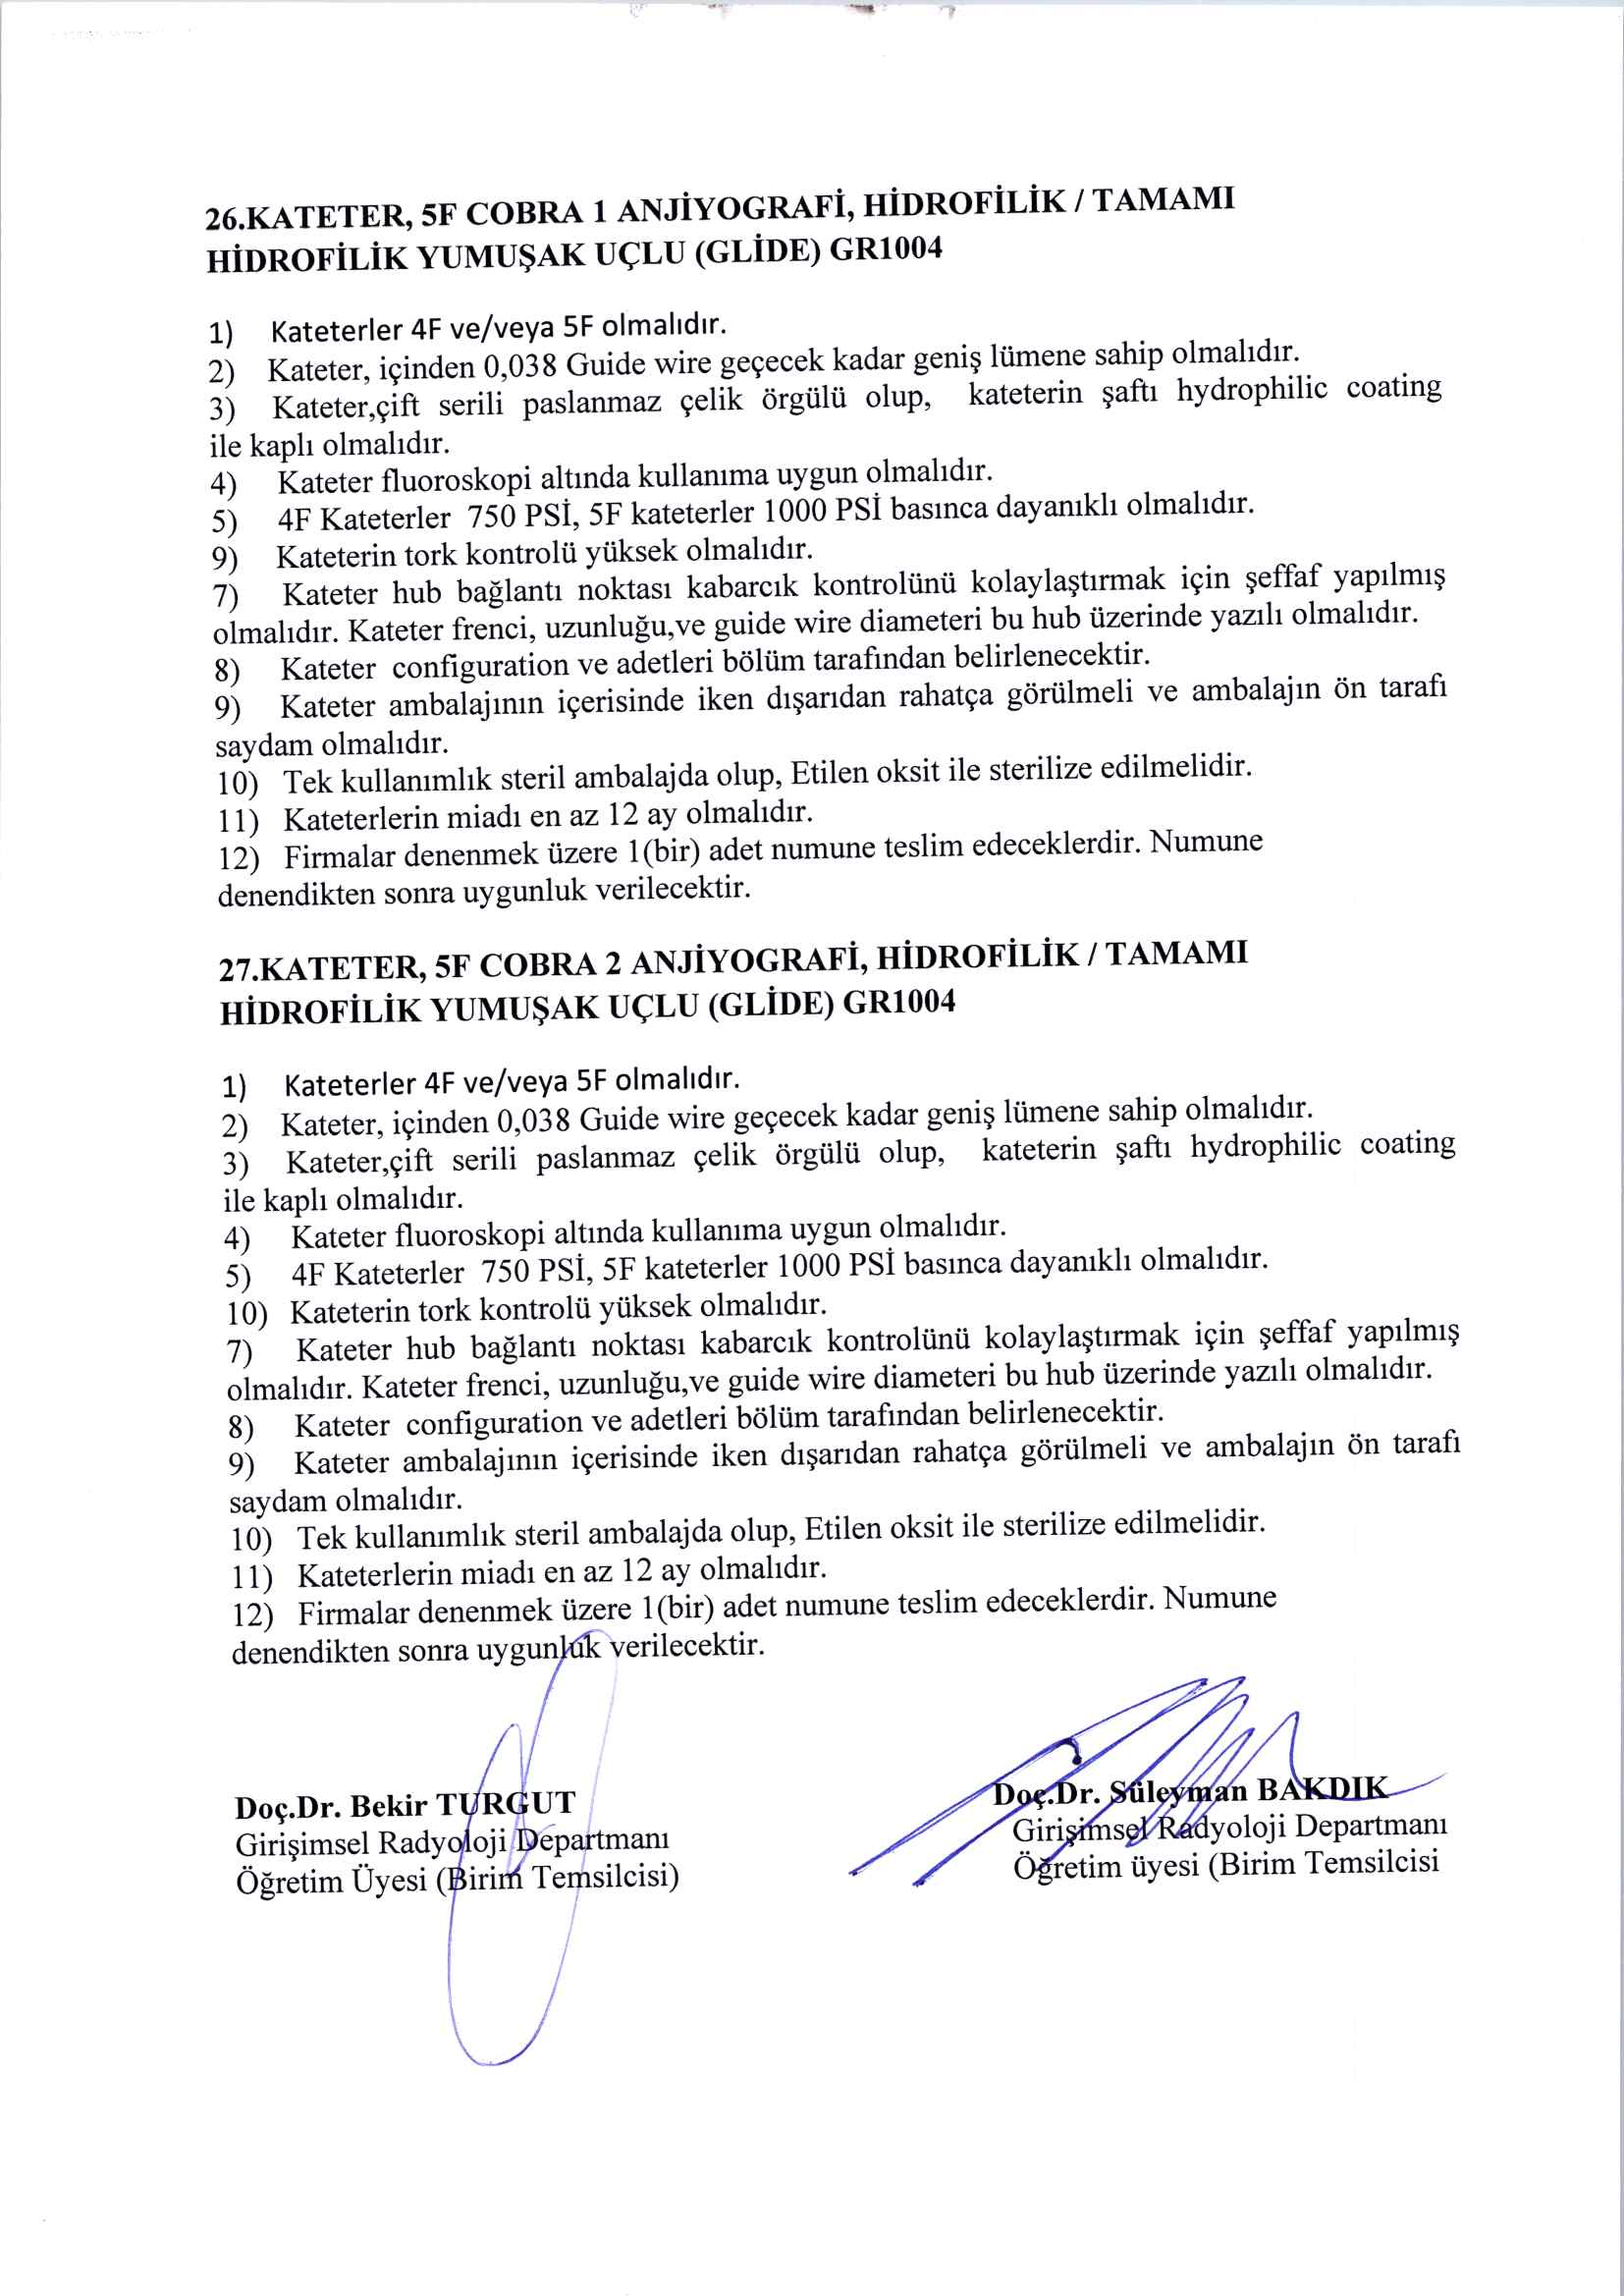 26.KATETER, 5F COBRA 1 ANJİYOGRAFİ, HİDROFİLİK / TAMAMI
HİDROFİLİK YUMUŞAK UÇLU (GLİDE) GR1004
1) Kateterler 4F ve/veya 5F olmalıdır.
2) Kateter, içinden 0,038 Guide wire geçecek kadar geniş lümene sahip olmalıdır.
3) Kateter,çift serili paslanmaz çelik örgülü olup, kateterin şaftı hydrophilic coating
ile kaplı olmalıdır.
4) Kateter fluoroskopi altında kullanıma uygun olmalıdır.
5) 4F Kateterler 750 PSİ, 5F kateterler 1000 PSİ basınca dayanıklı olmalıdır.
9) Kateterin tork kontrolü yüksek olmalıdır.
7) Kateter hub bağlantı noktası kabarcık kontrolünü kolaylaştırmak için şeffaf yapılmış
olmalıdır. Kateter frenci, uzunluğu,ve guide wire diameteri bu hub üzerinde yazılı olmalıdır.
8) Kateter configuration ve adetleri bölüm tarafından belirlenecektir.
9) Kateter ambalajının içerisinde iken dışarıdan rahatça görülmeli ve ambalajın ön tarafı
saydam olmalıdır.
10) Tek kullanımlık steril ambalajda olup, Etilen oksit ile sterilize edilmelidir.
11) Kateterlerin miadı en az 12 ay olmalıdır.
12) Firmalar denenmek üzere 1(bir) adet numune teslim edeceklerdir. Numune
denendikten sonra uygunluk verilecektir.
27.KATETER, 5F COBRA 2 ANJİYOGRAFİ, HİDROFİLİK / TAMAMI
HİDROFİLİK YUMUŞAK UÇLU (GLİDE) GR1004
1) Kateterler 4F ve/veya 5F olmalıdır.
2) Kateter, içinden 0,038 Guide wire geçecek kadar geniş lümene sahip olmalıdır.
3) Kateter,çift serili paslanmaz çelik örgülü olup, kateterin şaftı hydrophilic coating
ile kaplı olmalıdır.
4) Kateter fluoroskopi altında kullanıma uygun olmalıdır.
5) 4F Kateterler 750 PSİ, 5F kateterler 1000 PSİ basınca dayanıklı olmalıdır.
10) Kateterin tork kontrolü yüksek olmalıdır.
7) Kateter hub bağlantı noktası kabarcık kontrolünü kolaylaştırmak için şeffaf yapılmış
olmalıdır. Kateter frenci, uzunluğu,ve guide wire diameteri bu hub üzerinde yazılı olmalıdır.
8) Kateter configuration ve adetleri bölüm tarafından belirlenecektir.
9) Kateter ambalajının içerisinde iken dışarıdan rahatça görülmeli ve ambalajın ön tarafı
saydam olmalıdır.
10) Tek kullanımlık steril ambalajda olup, Etilen oksit ile sterilize edilmelidir.
11) Kateterlerin miadı en az 12 ay olmalıdır.
12) Firmalar denenmek üzere 1(bir) adet numune teslim edeceklerdir. Numune
denendikten sonra uygunluk verilecektir.
Doç.Dr. Bekir TURGUT
Girişimsel Radyoloji Departmanı
Öğretim Üyesi (Birim Temsilcisi)
Doç.Dr. Süleyman BAKDIK
Girişimsel Radyoloji Departmanı
Öğretim üyesi (Birim Temsilcisi